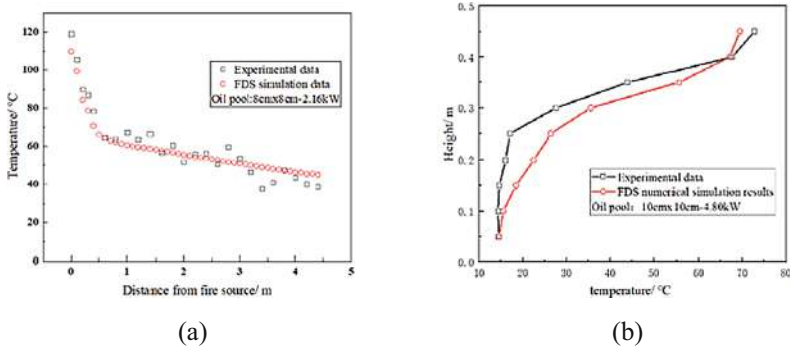 120
100
80
60
40
20
0
Temperature/ °C
Experimental data
FDS simulation data
Oil pool:8cmx8cm-2.16kW
0 1 2 3 4 5
Distance from fire source/ m
(a)
0.5
0.4
0.3
0.2
0.1
0.0
Height/ m
Experimental data
FDS numerical simulation results
Oil pool: 10cmx10cm-4.80kW
10 20 30 40 50 60 70 80
temperature/ °C
(b)